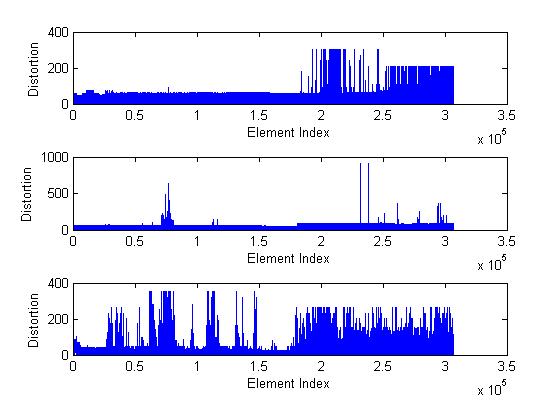 400
200
0
Distortion
0 0.5 1 1.5 2 2.5 3 3.5
Element Index
x 10^5
1000
500
0
Distortion
0 0.5 1 1.5 2 2.5 3 3.5
Element Index
x 10^5
400
200
0
Distortion
0 0.5 1 1.5 2 2.5 3 3.5
Element Index
x 10^5